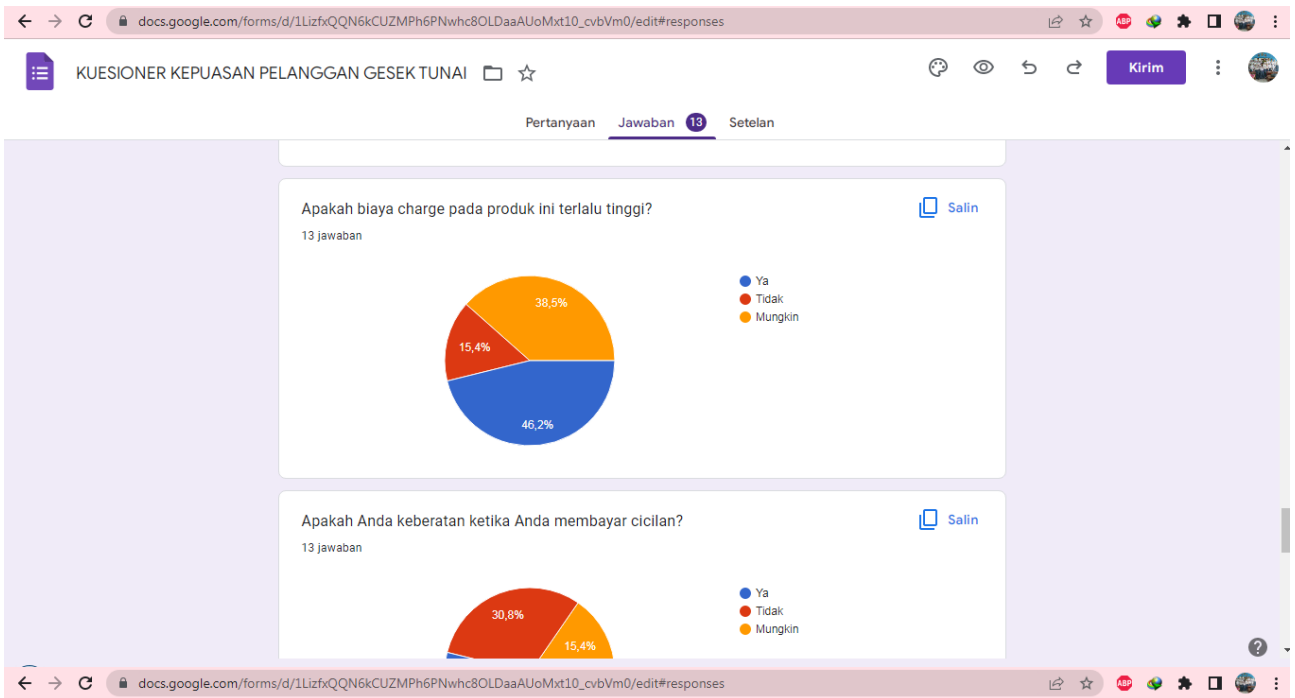 docs.google.com/forms/d/1LizfxQQN6kCUZMPh6PNwhc8OLDaaAUoMxt10_cvbVm0/edit#responses
ABP
KUESIONER KEPUASAN PELANGGAN GESEK TUNAI
Kirim
Pertanyaan Jawaban 13 Setelan
Apakah biaya charge pada produk ini terlalu tinggi?
Salin
13 jawaban
Ya
Tidak
Mungkin
38,5%
15,4%
46,2%
Apakah Anda keberatan ketika Anda membayar cicilan?
Salin
13 jawaban
Ya
Tidak
Mungkin
30,8%
15,4%
docs.google.com/forms/d/1LizfxQQN6kCUZMPh6PNwhc8OLDaaAUoMxt10_cvbVm0/edit#responses
ABP